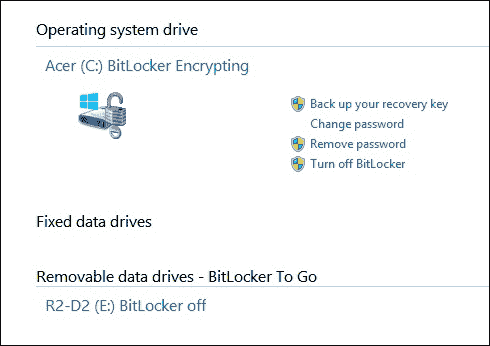 Operating system drive
Acer (C:) BitLocker Encrypting
Back up your recovery key
Change password
Remove password
Turn off BitLocker
Fixed data drives
Removable data drives - BitLocker To Go
R2-D2 (E:) BitLocker off